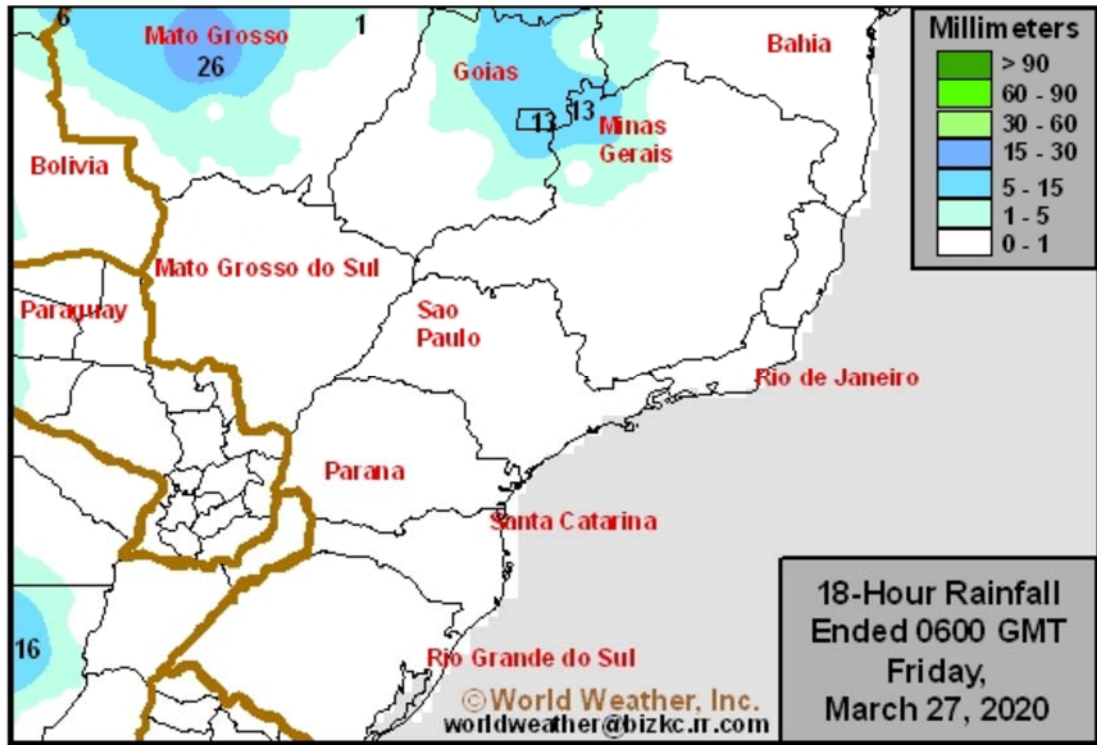 6
Mato Grosso
1
26
Goias
Bahia
13
13
Minas
Gerais
Bolivia
Mato Grosso do Sul
Paraguay
Sao
Paulo
Rio de Janeiro
Parana
Santa Catarina
16
Rio Grande do Sul
©World Weather, Inc.
worldweather@bizkc.rr.com
Millimeters
> 90
60 - 90
30 - 60
15 - 30
5 - 15
1 - 5
0 - 1
18-Hour Rainfall
Ended 0600 GMT
Friday,
March 27, 2020